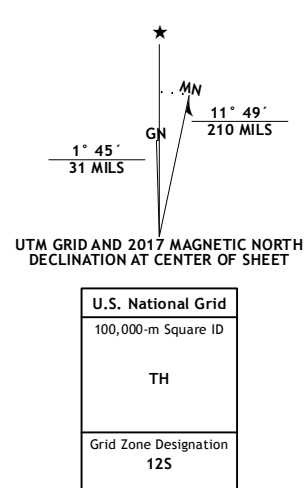 MN
GN
11° 49´
210 MILS
1° 45´
31 MILS
UTM GRID AND 2017 MAGNETIC NORTH
DECLINATION AT CENTER OF SHEET
U.S. National Grid
100,000-m Square ID
TH
Grid Zone Designation
12S